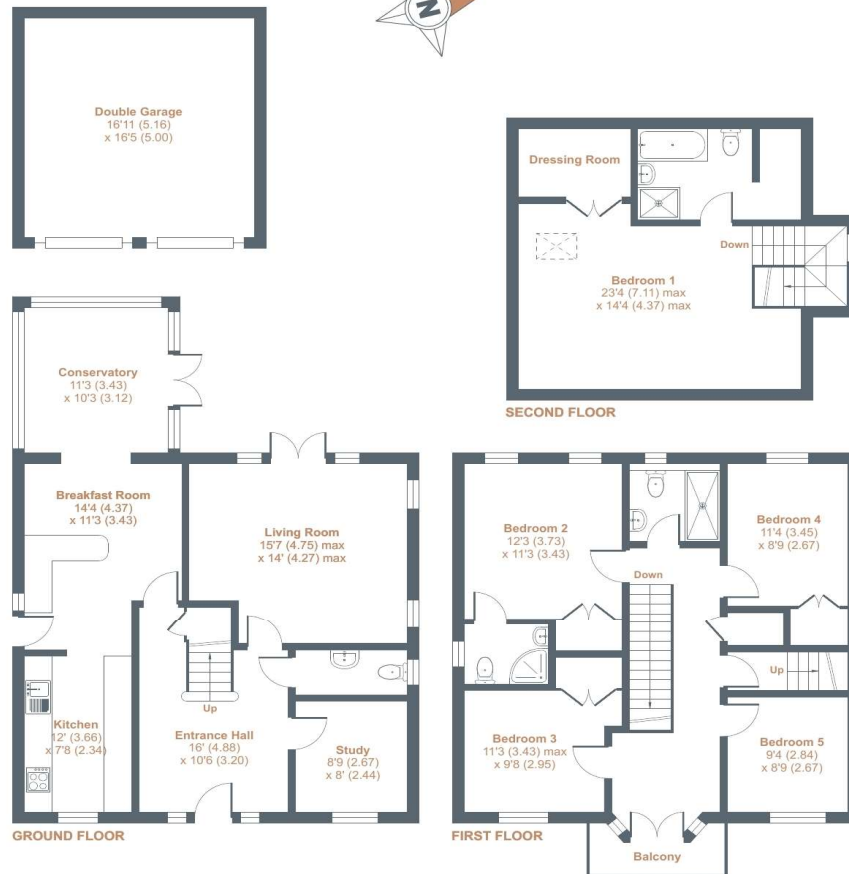 N
Double Garage
16'11 (5.16)
x 16'5 (5.00)
Dressing Room
Down
Bedroom 1
23'4 (7.11) max
x 14'4 (4.37) max
SECOND FLOOR
Conservatory
11'3 (3.43)
x 10'3 (3.12)
Breakfast Room
14'4 (4.37)
x 11'3 (3.43)
Living Room
15'7 (4.75) max
x 14' (4.27) max
Up
Kitchen
12' (3.66)
x 7'8 (2.34)
Entrance Hall
16' (4.88)
x 10'6 (3.20)
Study
8'9 (2.67)
x 8' (2.44)
GROUND FLOOR
Bedroom 2
12'3 (3.73)
x 11'3 (3.43)
Bedroom 4
11'4 (3.45)
x 8'9 (2.67)
Down
Up
Bedroom 3
11'3 (3.43) max
x 9'8 (2.95)
Bedroom 5
9'4 (2.84)
x 8'9 (2.67)
FIRST FLOOR
Balcony